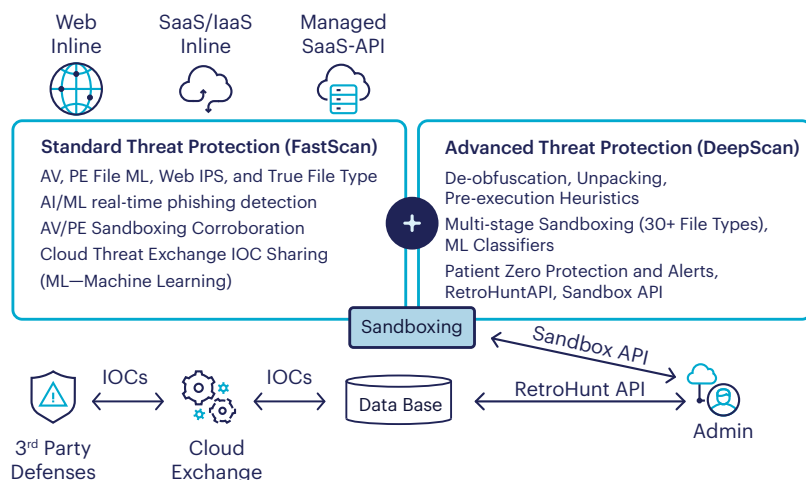 Web
Inline
SaaS/IaaS
Inline
Managed
SaaS-API
Standard Threat Protection (FastScan)
AV, PE File ML, Web IPS, and True File Type
AI/ML real-time phishing detection
AV/PE Sandboxing Corroboration
Cloud Threat Exchange IOC Sharing
(ML—Machine Learning)
+
Advanced Threat Protection (DeepScan)
De-obfuscation, Unpacking,
Pre-execution Heuristics
Multi-stage Sandboxing (30+ File Types),
ML Classifiers
Patient Zero Protection and Alerts,
RetroHuntAPI, Sandbox API
Sandboxing
Sandbox API
IOCs
IOCs
Data Base
RetroHunt API
3rd Party
Defenses
Cloud
Exchange
Admin